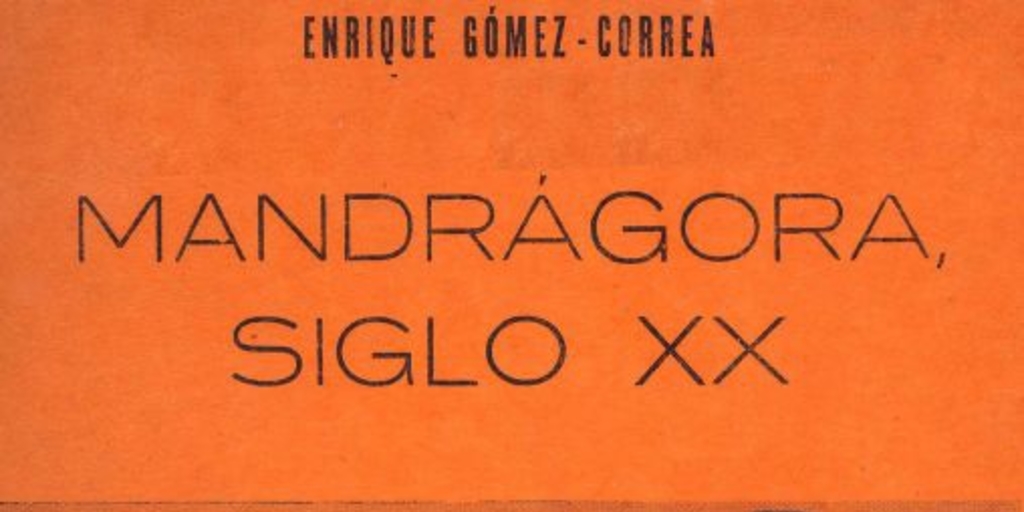 ENRIQUE GÓMEZ-CORREA
MANDRÁGORA,
SIGLO XX